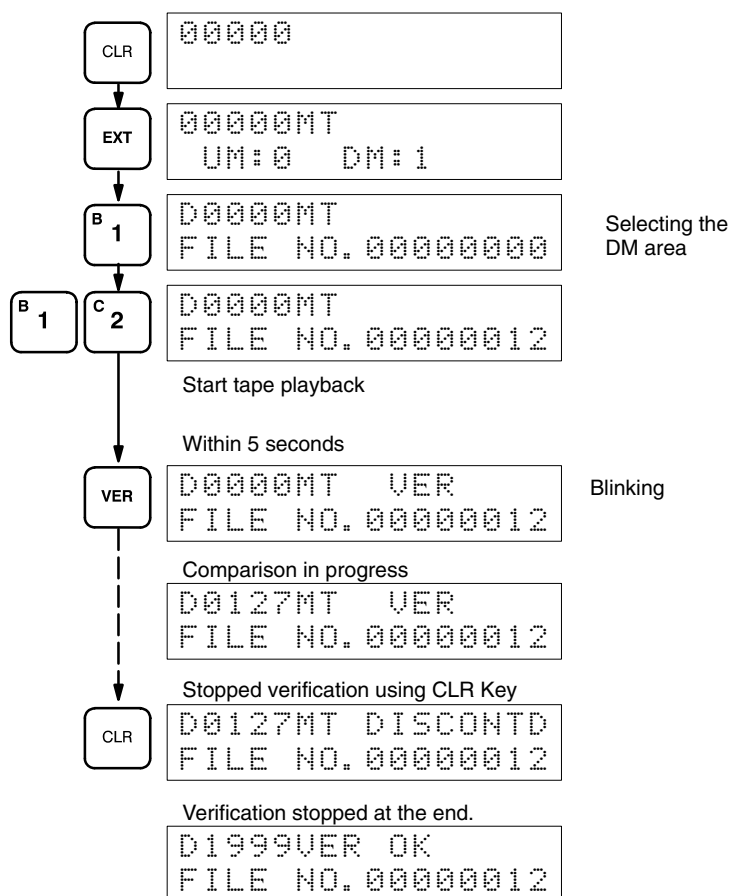 CLR
00000
EXT
00000MT
UM:0 DM:1
B 1
D0000MT
FILE NO.00000000
Selecting the
DM area
B 1
C 2
D0000MT
FILE NO.00000012
Start tape playback
Within 5 seconds
VER
D0000MT VER
FILE NO.00000012
Blinking
Comparison in progress
D0127MT VER
FILE NO.00000012
Stopped verification using CLR Key
CLR
D0127MT DISCONTD
FILE NO.00000012
Verification stopped at the end.
D1999VER OK
FILE NO.00000012